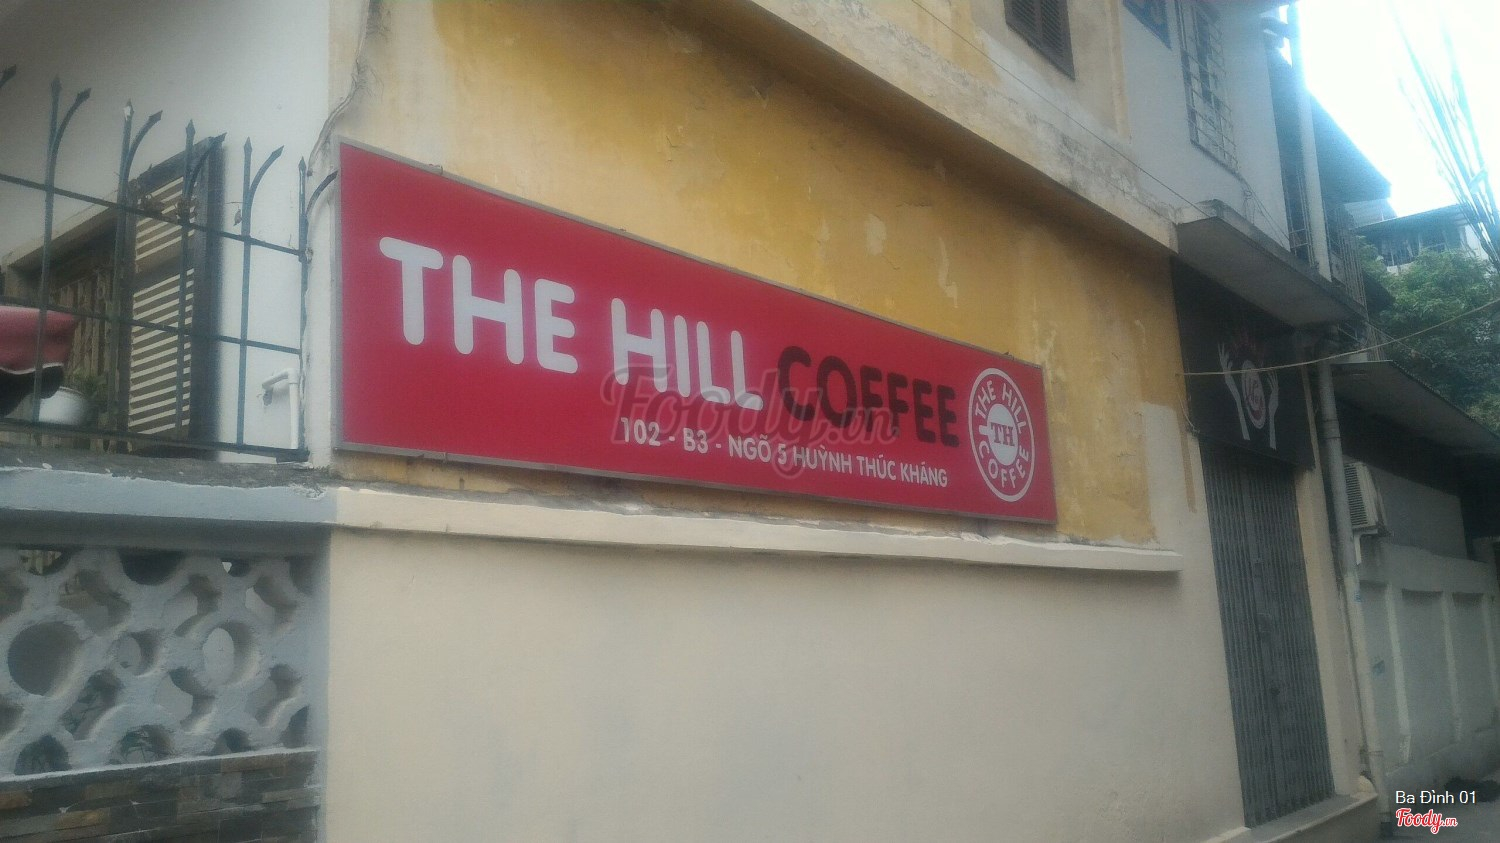 THE HILL COFFEE
102 - B3 - NGÕ 5 HUỲNH THÚC KHÁNG
THE HILL
TH
COFFEE
Foody.vn
Ba Đình 01
Foody.vn